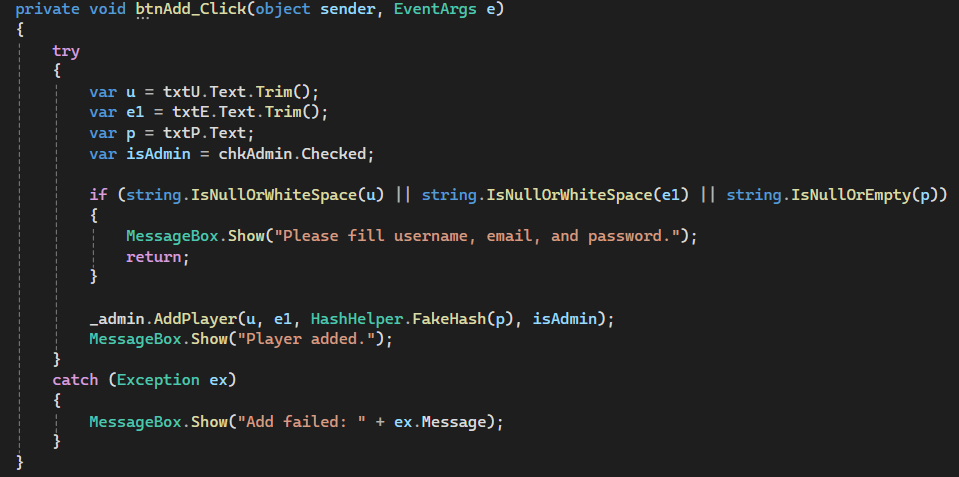 private void btnAdd_Click(object sender, EventArgs e)
{
try
{
var u = txtU.Text.Trim();
var e1 = txtE.Text.Trim();
var p = txtP.Text;
var isAdmin = chkAdmin.Checked;
if (string.IsNullOrWhiteSpace(u) || string.IsNullOrWhiteSpace(e1) || string.IsNullOrEmpty(p))
{
MessageBox.Show("Please fill username, email, and password.");
return;
}
_admin.AddPlayer(u, e1, HashHelper.FakeHash(p), isAdmin);
MessageBox.Show("Player added.");
}
catch (Exception ex)
{
MessageBox.Show("Add failed: " + ex.Message);
}
}